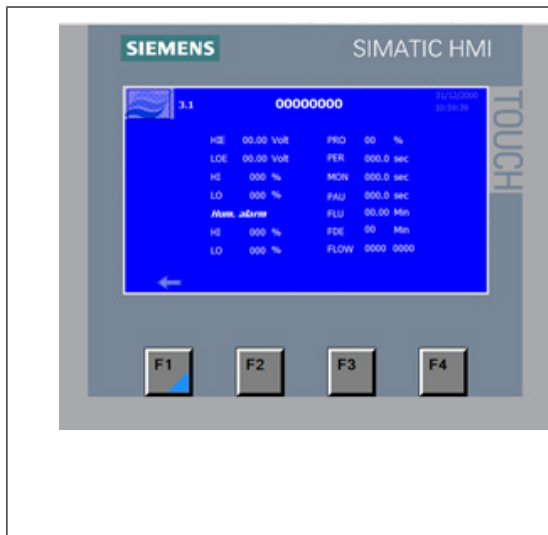 SIEMENS SIMATIC HMI
TOUCH
3.1 00000000 31/12/2000
10:59:39
HIE 00.00 Volt PRO 00 %
LOE 00.00 Volt PER 000.0 sec
HI 000 % MON 000.0 sec
LO 000 % PAU 000.0 sec
Hum. alarm FLU 00.00 Min
HI 000 % FDE 00 Min
LO 000 % FLOW 0000 0000
F1 F2 F3 F4